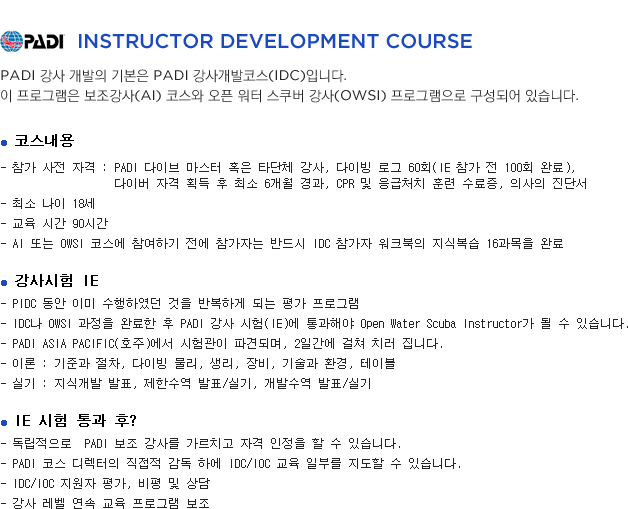 PADI INSTRUCTOR DEVELOPMENT COURSE
PADI 강사 개발의 기본은 PADI 강사개발코스(IDC)입니다.
이 프로그램은 보조강사(AI) 코스와 오픈 워터 스쿠버 강사(OWSI) 프로그램으로 구성되어 있습니다.
• 코스내용
- 참가 사전 자격 : PADI 다이브 마스터 혹은 타단체 강사, 다이빙 로그 60회(IE 참가 전 100회 완료),
다이버 자격 획득 후 최소 6개월 경과, CPR 및 응급처치 훈련 수료증, 의사의 진단서
- 최소 나이 18세
- 교육 시간 90시간
- AI 또는 OWSI 코스에 참여하기 전에 참가자는 반드시 IDC 참가자 워크북의 지식복습 16과목을 완료
• 강사시험 IE
- PIDC 동안 이미 수행하였던 것을 반복하게 되는 평가 프로그램
- IDC나 OWSI 과정을 완료한 후 PADI 강사 시험(IE)에 통과해야 Open Water Scuba Instructor가 될 수 있습니다.
- PADI ASIA PACIFIC(호주)에서 시험관이 파견되며, 2일간에 걸쳐 치러 집니다.
- 이론 : 기준과 절차, 다이빙 물리, 생리, 장비, 기술과 환경, 테이블
- 실기 : 지식개발 발표, 제한수역 발표/실기, 개방수역 발표/실기
• IE 시험 통과 후?
- 독립적으로  PADI 보조 강사를 가르치고 자격 인정을 할 수 있습니다.
- PADI 코스 디렉터의 직접적 감독 하에 IDC/IOC 교육 일부를 지도할 수 있습니다.
- IDC/IOC 지원자 평가, 비평 및 상담
- 강사 레벨 연속 교육 프로그램 보조